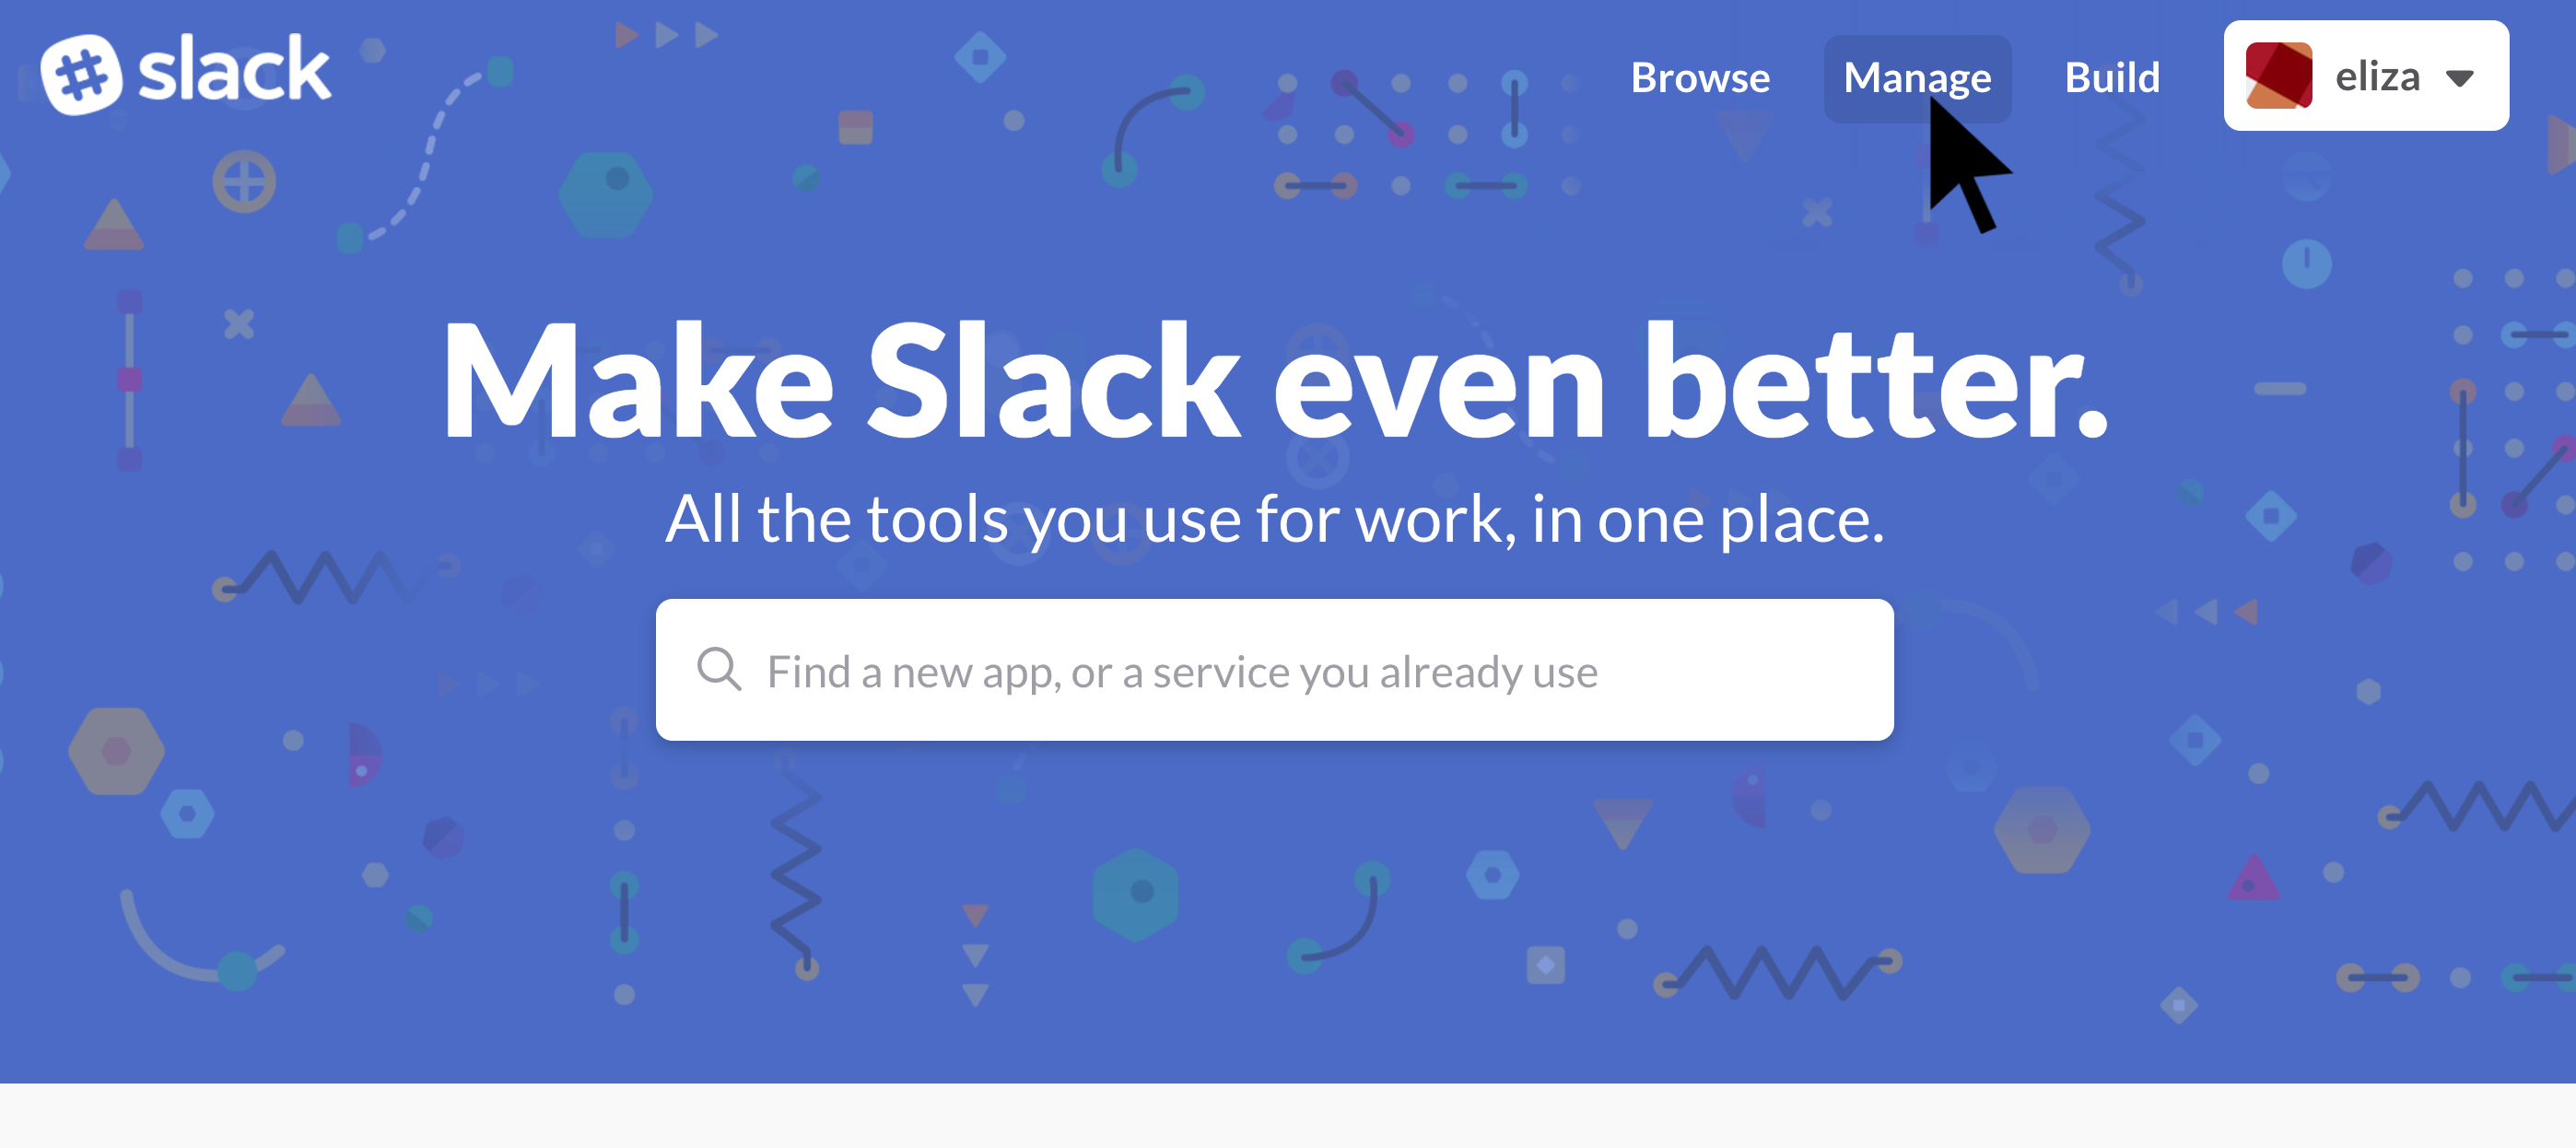 slack
Browse Manage Build eliza
Make Slack even better.
All the tools you use for work, in one place.
Find a new app, or a service you already use